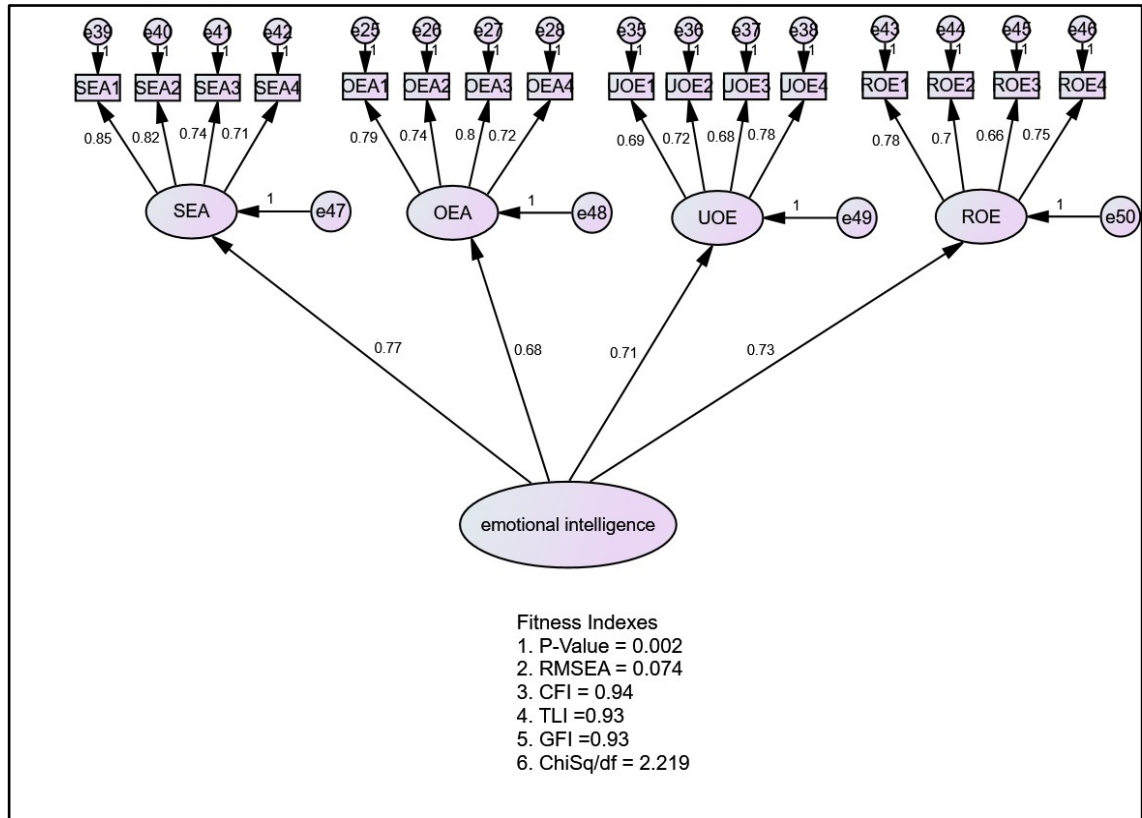 e39 e40 e41 e42 e25 e26 e27 e28 e35 e36 e37 e38 e43 e44 e45 e46
1 1 1 1 1 1 1 1 1 1 1 1 1 1 1 1
SEA1 SEA2 SEA3 SEA4 OEA1 OEA2 OEA3 OEA4 UOE1 UOE2 UOE3 UOE4 ROE1 ROE2 ROE3 ROE4
0.85 0.82 0.74 0.71 0.79 0.74 0.8 0.72 0.69 0.72 0.68 0.78 0.78 0.7 0.66 0.75
SEA 1 e47 OEA 1 e48 UOE 1 e49 ROE 1 e50
0.77 0.68 0.71 0.73
emotional intelligence
Fitness Indexes
1. P-Value = 0.002
2. RMSEA = 0.074
3. CFI = 0.94
4. TLI =0.93
5. GFI =0.93
6. ChiSq/df = 2.219